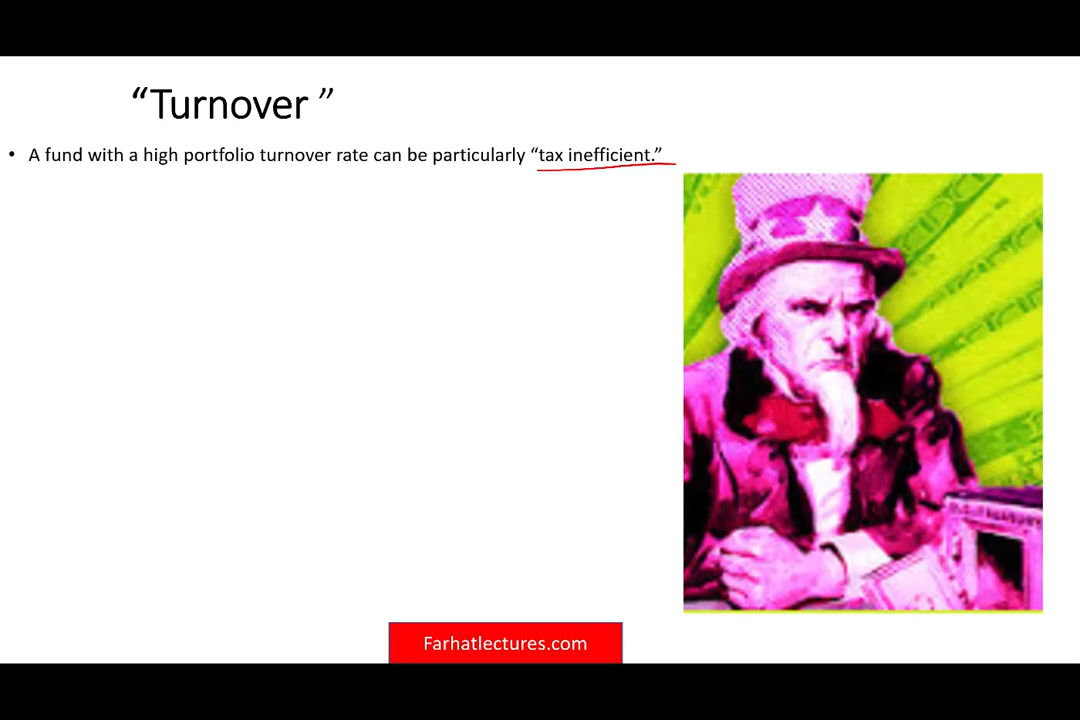 “Turnover ”
• A fund with a high portfolio turnover rate can be particularly “tax inefficient.”
Farhatlectures.com